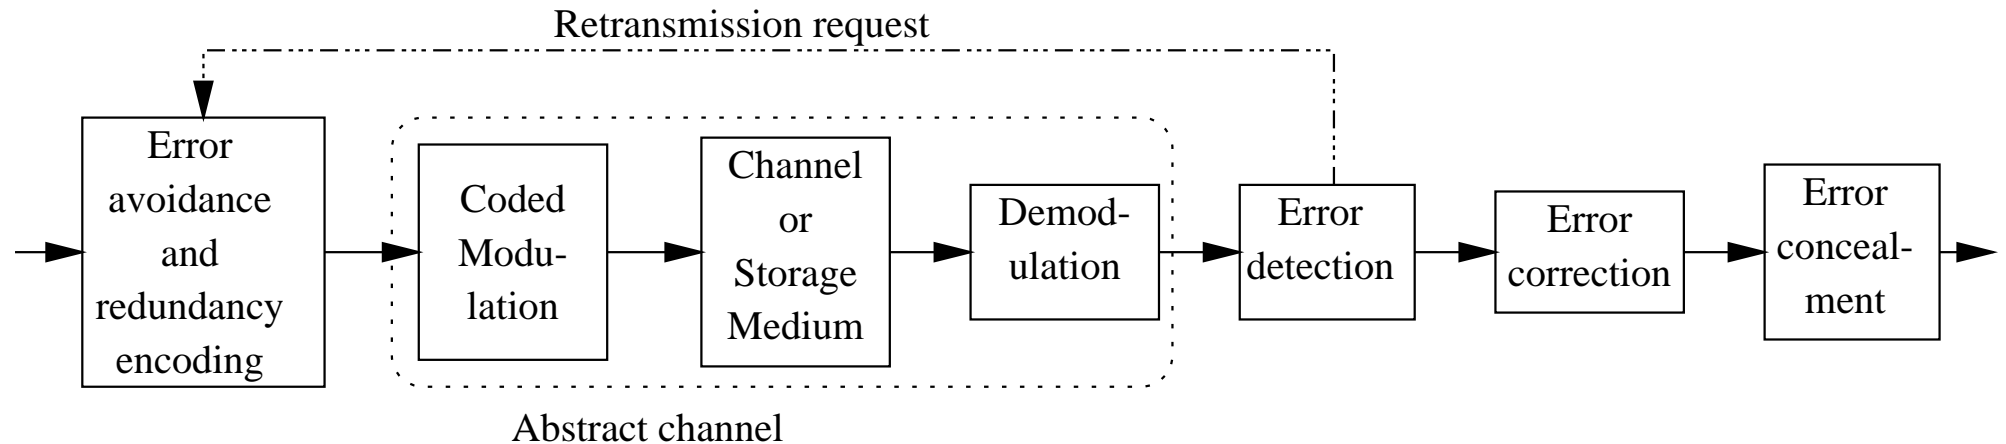 Retransmission request
Error
avoidance
and
redundancy
encoding
Coded
Modu-
lation
Channel
or
Storage
Medium
Demod-
ulation
Error
detection
Error
correction
Error
conceal-
ment
Abstract channel